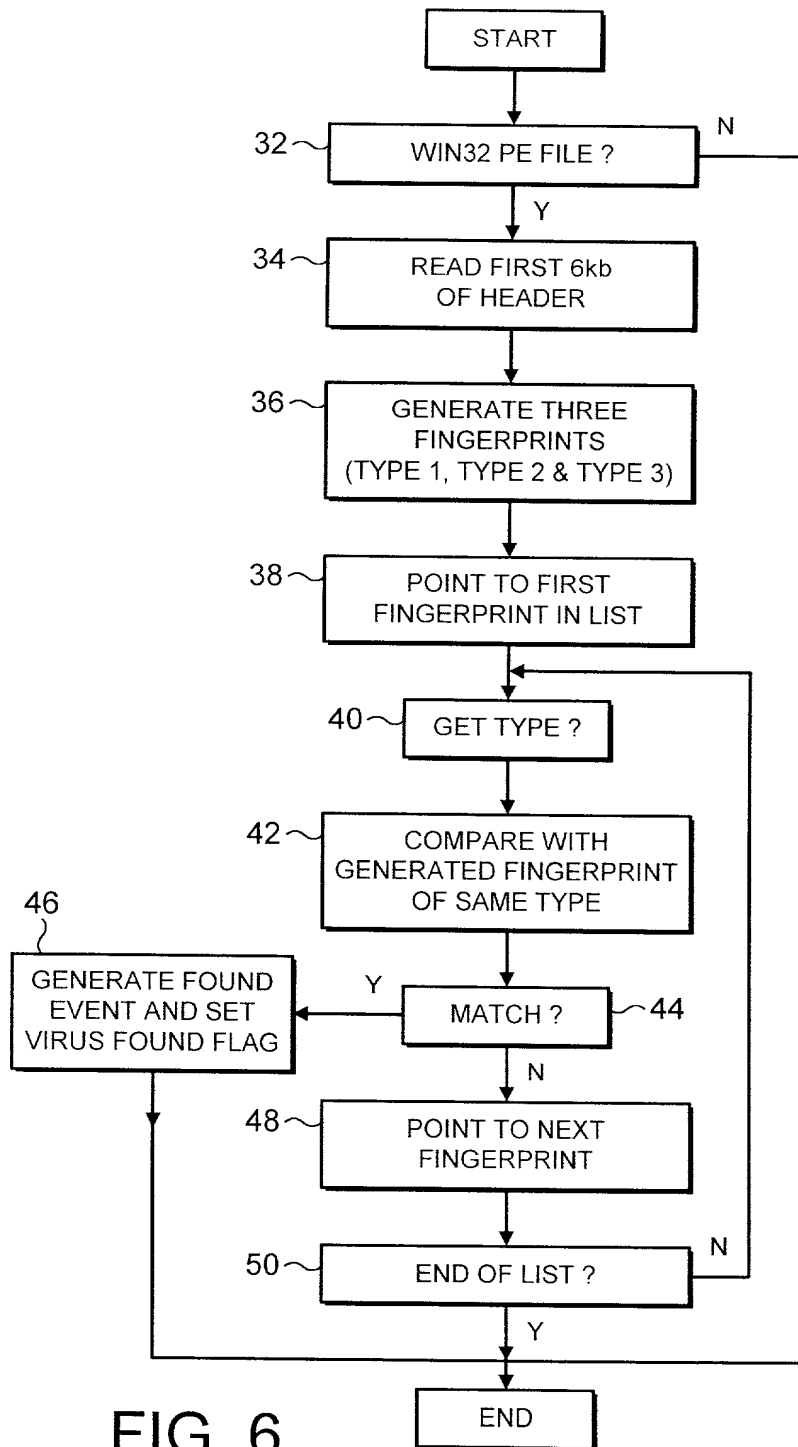 START
32
WIN32 PE FILE ?
N
Y
34
READ FIRST 6kb
OF HEADER
36
GENERATE THREE
FINGERPRINTS
(TYPE 1, TYPE 2 & TYPE 3)
38
POINT TO FIRST
FINGERPRINT IN LIST
40
GET TYPE ?
42
COMPARE WITH
GENERATED FINGERPRINT
OF SAME TYPE
46
GENERATE FOUND
EVENT AND SET
VIRUS FOUND FLAG
Y
MATCH ?
44
N
48
POINT TO NEXT
FINGERPRINT
50
END OF LIST ?
N
Y
END
FIG. 6